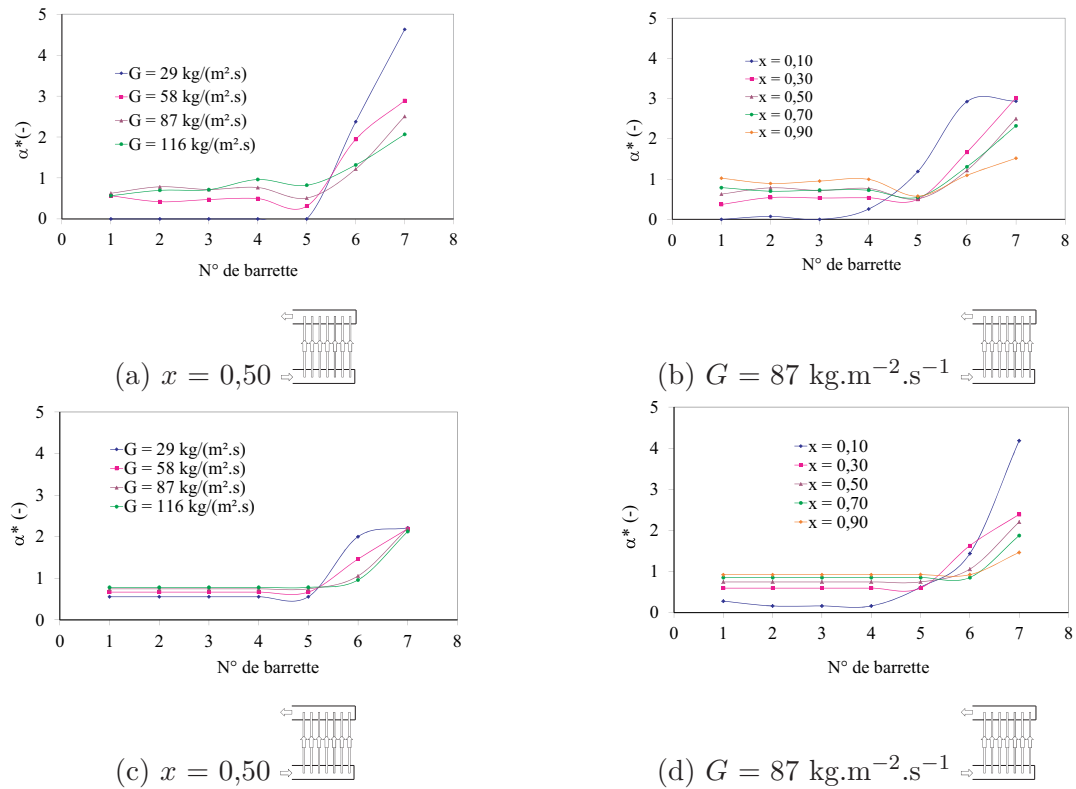 5
4
3
2
1
0
α*(-)
G = 29 kg/(m².s)
G = 58 kg/(m².s)
G = 87 kg/(m².s)
G = 116 kg/(m².s)
0 1 2 3 4 5 6 7 8
N° de barrette
(a) x = 0,50
5
4
3
2
1
0
α* (-)
x = 0,10
x = 0,30
x = 0,50
x = 0,70
x = 0,90
0 1 2 3 4 5 6 7 8
N° de barrette
(b) G = 87 kg.m⁻².s⁻¹
5
4
3
2
1
0
α* (-)
G = 29 kg/(m².s)
G = 58 kg/(m².s)
G = 87 kg/(m².s)
G = 116 kg/(m².s)
0 1 2 3 4 5 6 7 8
N° de barrette
(c) x = 0,50
5
4
3
2
1
0
α* (-)
x = 0,10
x = 0,30
x = 0,50
x = 0,70
x = 0,90
0 1 2 3 4 5 6 7 8
N° de barrette
(d) G = 87 kg.m⁻².s⁻¹